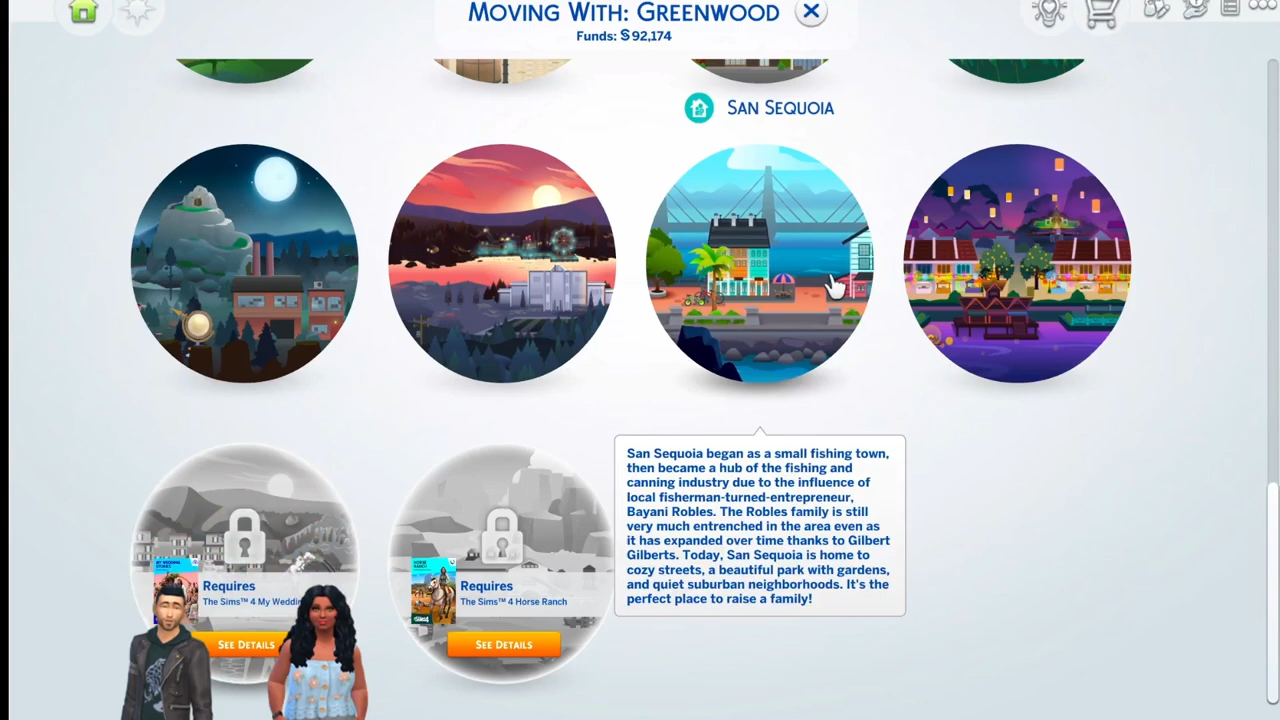 MOVING WITH: GREENWOOD
Funds: §92,174
SAN SEQUOIA
San Sequoia began as a small fishing town,
then became a hub of the fishing and
canning industry due to the influence of
local fisherman-turned-entrepreneur,
Bayani Robles. The Robles family is still
very much entrenched in the area even as
it has expanded over time thanks to Gilbert
Gilberts. Today, San Sequoia is home to
cozy streets, a beautiful park with gardens,
and quiet suburban neighborhoods. It's the
perfect place to raise a family!
Requires
The Sims™ 4 My Weddin
SEE DETAILS
Requires
The Sims™ 4 Horse Ranch
SEE DETAILS